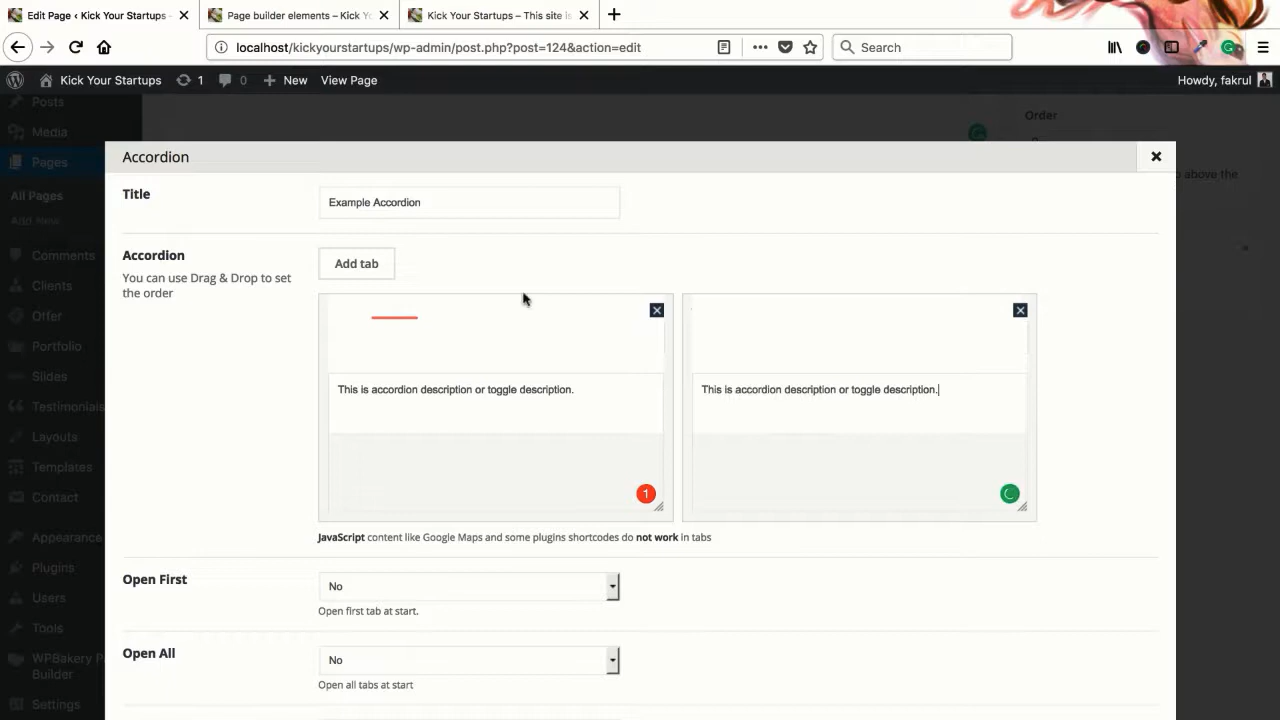 Edit Page ‹ Kick Your Startups –
Page builder elements – Kick Yo
Kick Your Startups – This site is
localhost/kickyourstartups/wp-admin/post.php?post=124&action=edit
Search
Kick Your Startups
1
0
New
View Page
Howdy, fakrul
Posts
Media
Pages
All Pages
Add New
Comments
Clients
Offer
Portfolio
Slides
Testimonials
Layouts
Templates
Contact
Appearance
Plugins
Users
Tools
WPBakery P
Builder
Settings
Order
above the
Accordion
Title
Example Accordion
Accordion
You can use Drag & Drop to set
the order
Add tab
This is accordion description or toggle description.
This is accordion description or toggle description.
1
JavaScript content like Google Maps and some plugins shortcodes do not work in tabs
Open First
No
Open first tab at start.
Open All
No
Open all tabs at start